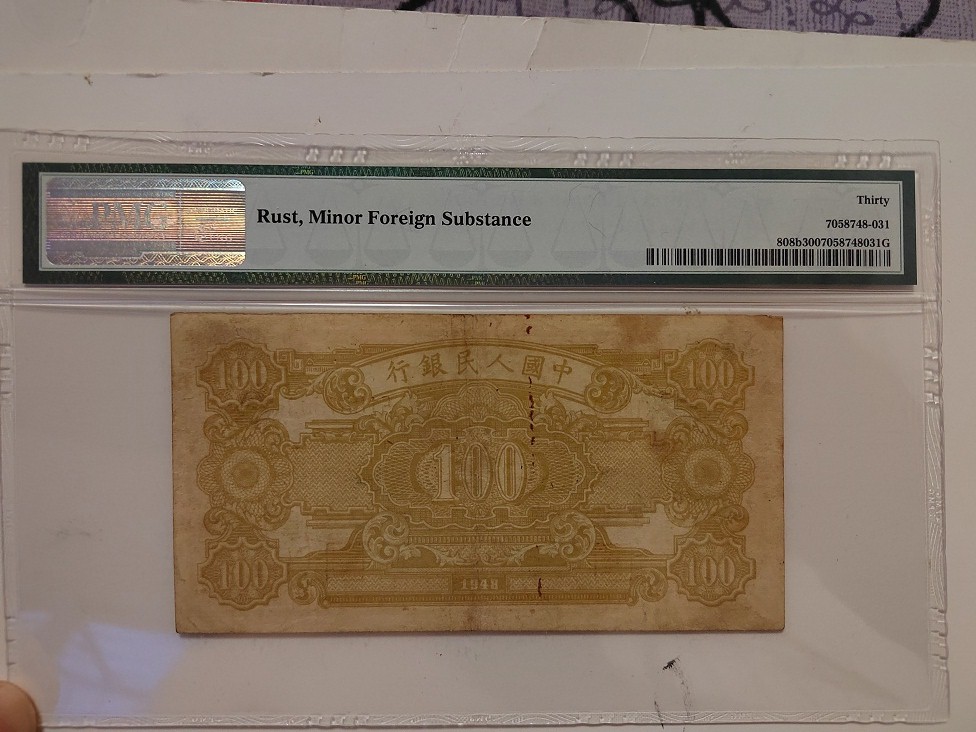 Rust, Minor Foreign Substance
Thirty
7058748-031
808b3007058748031G
中國人民銀行
100 100
100
100 100
1948